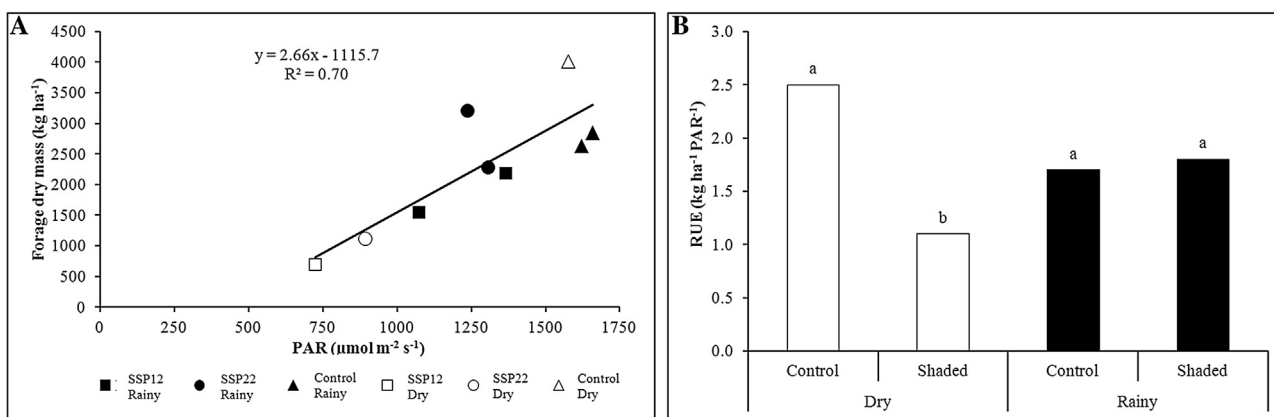 A
y = 2.66x - 1115.7
R² = 0.70
Forage dry mass (kg ha⁻¹)
4500
4000
3500
3000
2500
2000
1500
1000
500
0
0 250 500 750 1000 1250 1500 1750
PAR (µmol m⁻² s⁻¹)
SSP12 Rainy
SSP22 Rainy
Control Rainy
SSP12 Dry
SSP22 Dry
Control Dry
B
RUE (kg ha⁻¹ PAR⁻¹)
3.0
2.5
2.0
1.5
1.0
0.5
0.0
a
b
a
a
Control Shaded Control Shaded
Dry Rainy